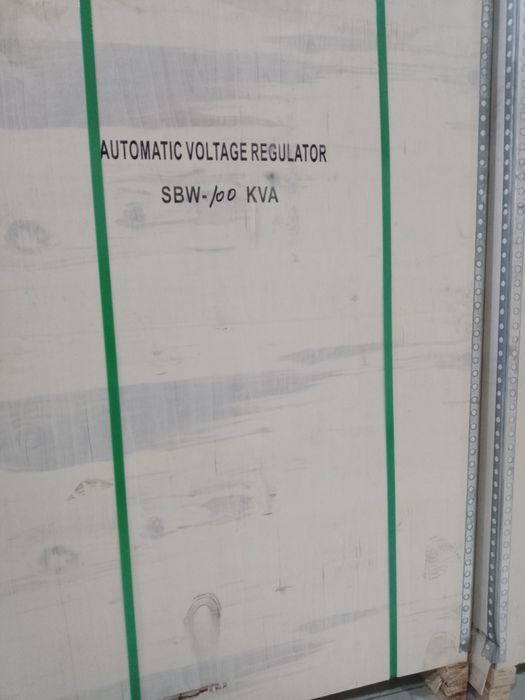 AUTOMATIC VOLTAGE REGULATOR
SBW-100 KVA